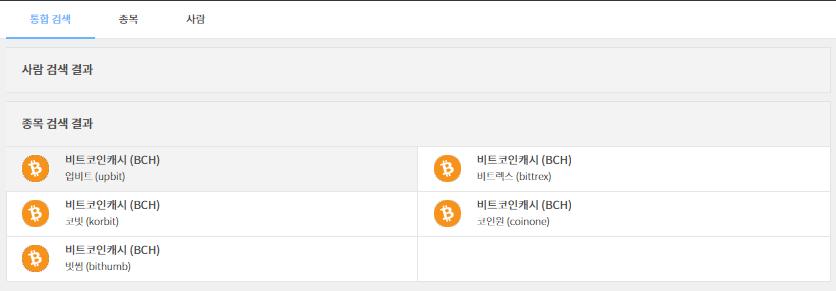 통합 검색 종목 사람
사람 검색 결과
종목 검색 결과
비트코인캐시 (BCH)
업비트 (upbit)
비트코인캐시 (BCH)
비트렉스 (bittrex)
비트코인캐시 (BCH)
코빗 (korbit)
비트코인캐시 (BCH)
코인원 (coinone)
비트코인캐시 (BCH)
빗썸 (bithumb)